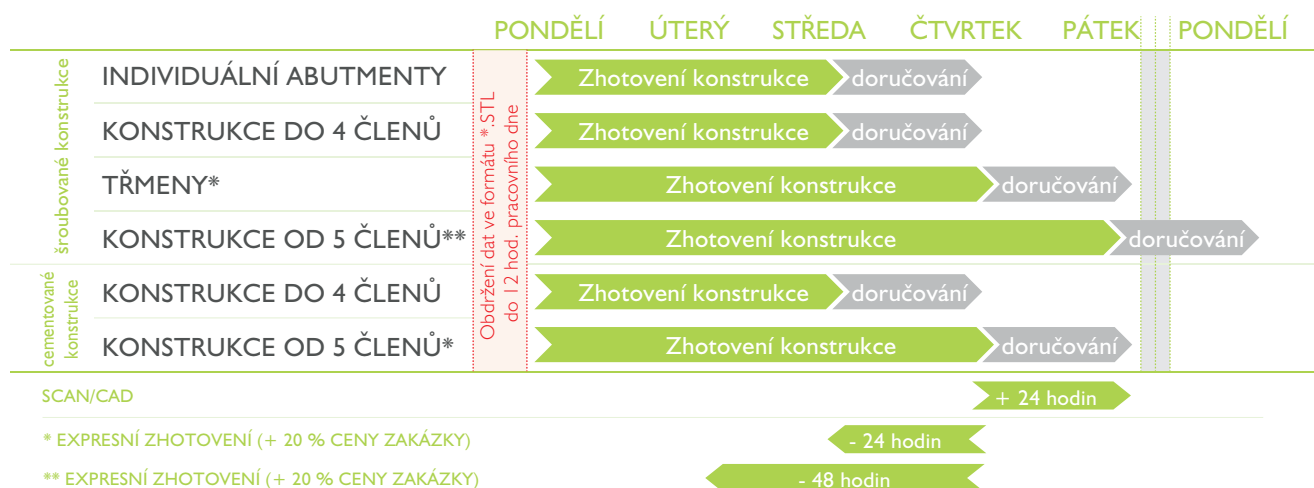 PONDĚLÍ ÚTERÝ STŘEDA ČTVRTEK PÁTEK PONDĚLÍ
šroubované konstrukce
Obdržení dat ve formátu *.STL
do 12 hod. pracovního dne
INDIVIDUÁLNÍ ABUTMENTY Zhotovení konstrukce doručování
KONSTRUKCE DO 4 ČLENŮ Zhotovení konstrukce doručování
TŘMENY* Zhotovení konstrukce doručování
KONSTRUKCE OD 5 ČLENŮ** Zhotovení konstrukce doručování
cementované
konstrukce
KONSTRUKCE DO 4 ČLENŮ Zhotovení konstrukce doručování
KONSTRUKCE OD 5 ČLENŮ* Zhotovení konstrukce doručování
SCAN/CAD + 24 hodin
* EXPRESNÍ ZHOTOVENÍ (+ 20 % CENY ZAKÁZKY) - 24 hodin
** EXPRESNÍ ZHOTOVENÍ (+ 20 % CENY ZAKÁZKY) - 48 hodin